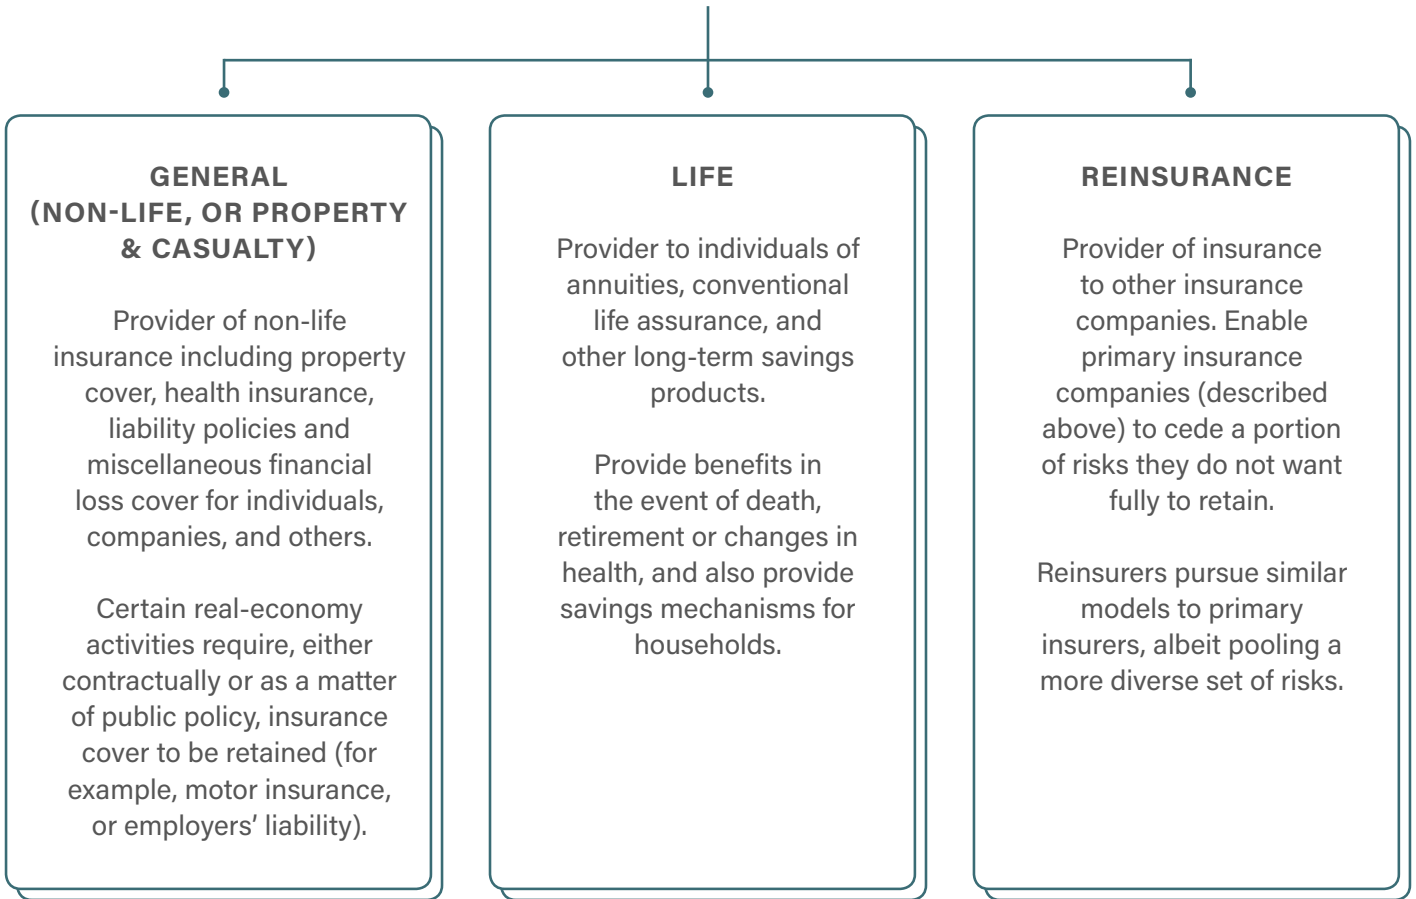 GENERAL
(NON-LIFE, OR PROPERTY
& CASUALTY)
Provider of non-life
insurance including property
cover, health insurance,
liability policies and
miscellaneous financial
loss cover for individuals,
companies, and others.
Certain real-economy
activities require, either
contractually or as a matter
of public policy, insurance
cover to be retained (for
example, motor insurance,
or employers’ liability).
LIFE
Provider to individuals of
annuities, conventional
life assurance, and
other long-term savings
products.
Provide benefits in
the event of death,
retirement or changes in
health, and also provide
savings mechanisms for
households.
REINSURANCE
Provider of insurance
to other insurance
companies. Enable
primary insurance
companies (described
above) to cede a portion
of risks they do not want
fully to retain.
Reinsurers pursue similar
models to primary
insurers, albeit pooling a
more diverse set of risks.